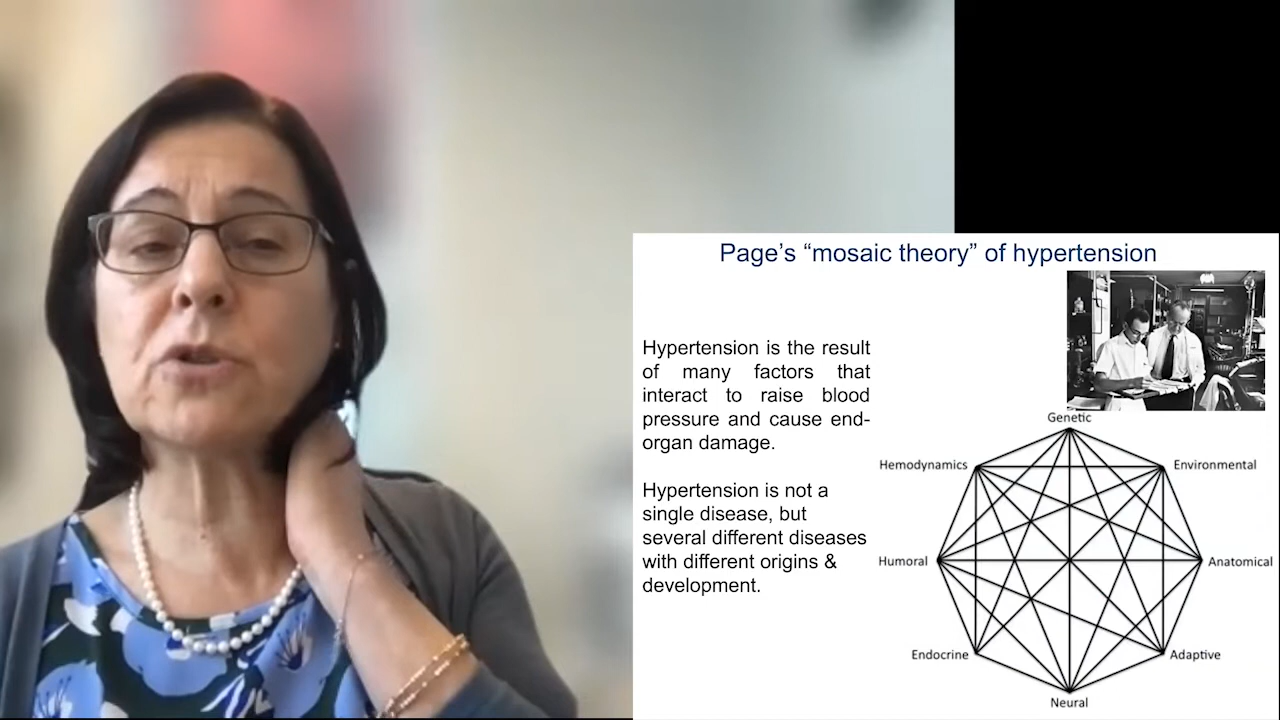 Page's “mosaic theory” of hypertension
Hypertension is the result
of many factors that
interact to raise blood
pressure and cause end-
organ damage.
Hypertension is not a
single disease, but
several different diseases
with different origins &
development.
Genetic
Hemodynamics
Environmental
Humoral
Anatomical
Endocrine
Adaptive
Neural